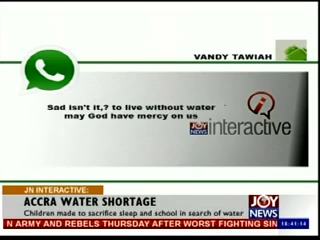 VANDY TAWIAH
Sad isn't it,? to live without water
may God have mercy on us
JOY
NEWS
interactive
JN INTERACTIVE:
ACCRA WATER SHORTAGE
Children made to sacrifice sleep and school in search of water
JOY
NEWS
N ARMY AND REBELS THURSDAY AFTER WORST FIGHTING SIN
18:41:14